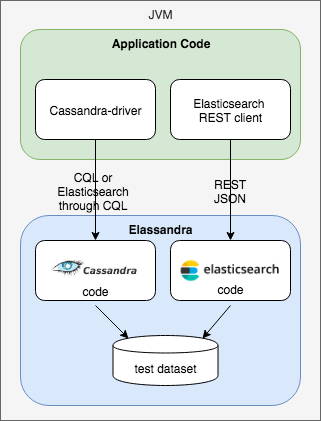 JVM
Application Code
Cassandra-driver
Elasticsearch
REST client
CQL or
Elasticsearch
through CQL
REST
JSON
Elassandra
Cassandra
code
elasticsearch
code
test dataset